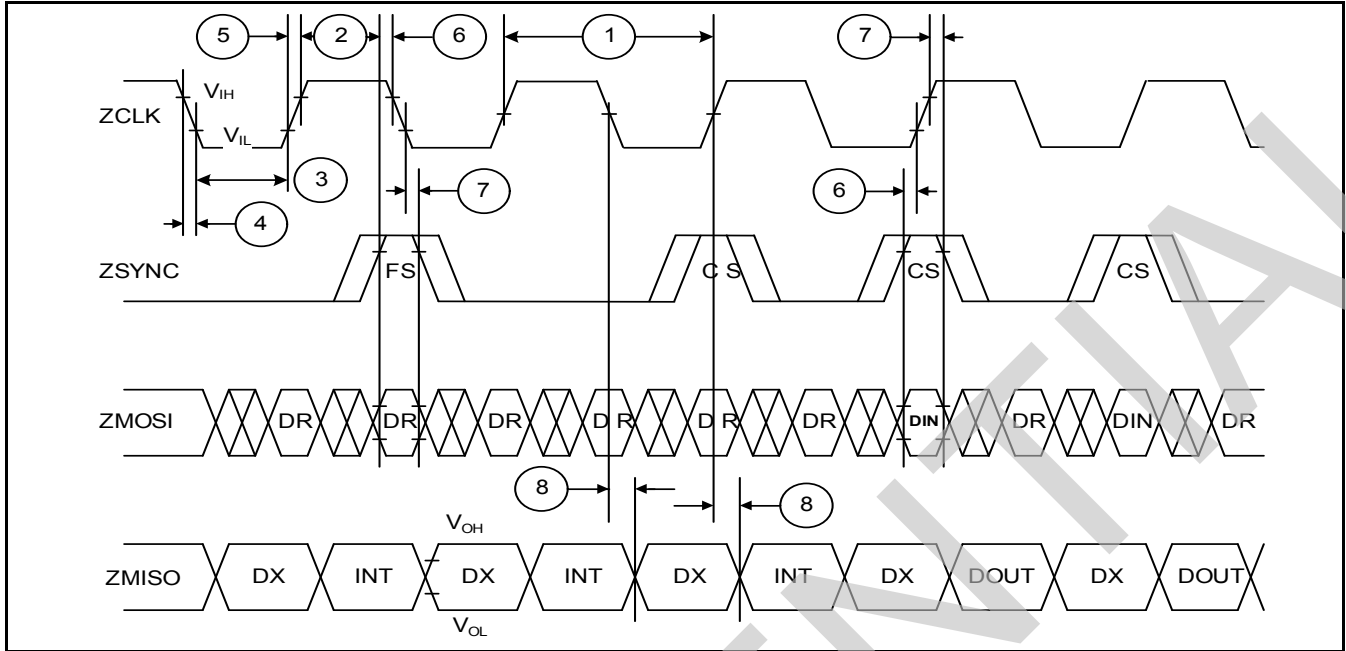 5 2 6 1 7
ZCLK
VIH
VIL
3 7 6
4
ZSYNC FS C S CS CS
ZMOSI DR DR DR D R D R DR DIN DR DIN DR
8 8
VOH
ZMISO DX INT DX INT DX INT DX DOUT DX DOUT
VOL
NTIAL